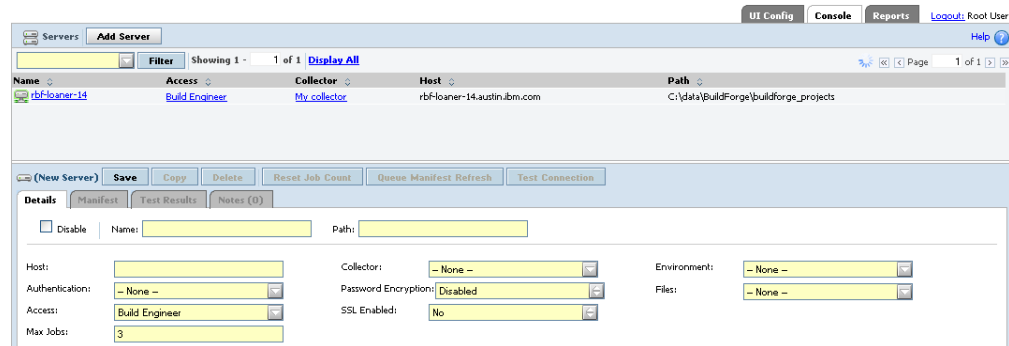 UI Config Console Reports Logout: Root User
Servers Add Server Help ?
Filter Showing 1 - 1 of 1 Display All Page 1 of 1
Name Access Collector Host Path
rbf-loaner-14 Build Engineer My collector rbf-loaner-14.austin.ibm.com C:\data\BuildForge\buildforge_projects
(New Server) Save Copy Delete Reset Job Count Queue Manifest Refresh Test Connection
Details Manifest Test Results Notes (0)
Disable Name: Path:
Host: Collector: -- None -- Environment: -- None --
Authentication: -- None -- Password Encryption: Disabled Files: -- None --
Access: Build Engineer SSL Enabled: No
Max Jobs: 3